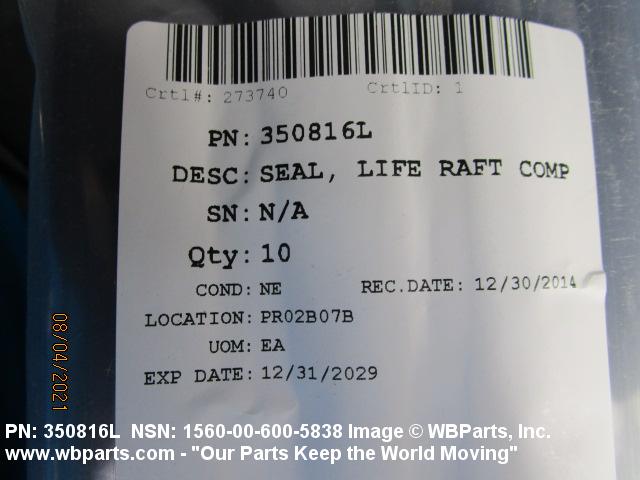 Crtl#: 273740 CrtlID: 1
PN: 350816L
DESC: SEAL, LIFE RAFT COMP
SN: N/A
Qty: 10
COND: NE REC.DATE: 12/30/2014
LOCATION: PR02B07B
UOM: EA
EXP DATE: 12/31/2029
08/04/2021
PN: 350816L NSN: 1560-00-600-5838 Image © WBParts, Inc.
www.wbparts.com - "Our Parts Keep the World Moving"